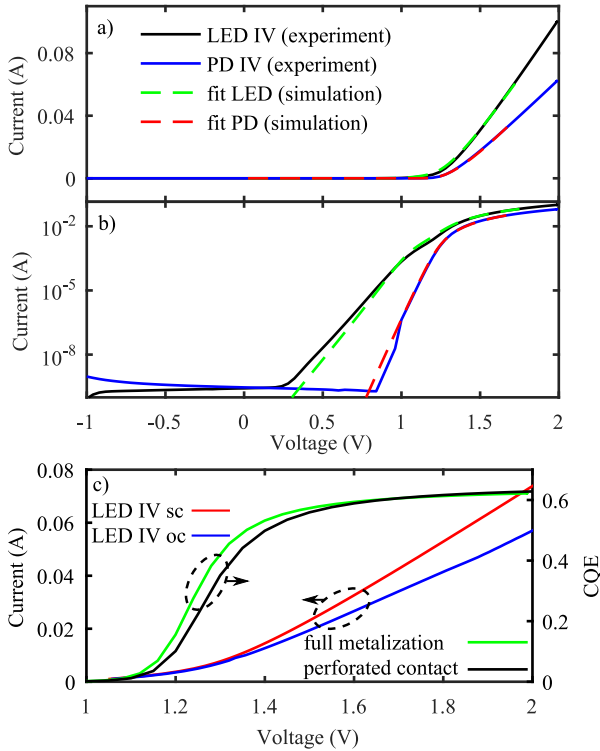 a)
LED IV (experiment)
PD IV (experiment)
fit LED (simulation)
fit PD (simulation)
Current (A)
0.08
0.04
0
b)
Current (A)
10⁻²
10⁻⁵
10⁻⁸
-1 -0.5 0 0.5 1 1.5 2
Voltage (V)
c)
LED IV sc
LED IV oc
full metalization
perforated contact
Current (A)
0.08
0.06
0.04
0.02
0
CQE
0.6
0.4
0.2
0.0
1 1.2 1.4 1.6 1.8 2
Voltage (V)